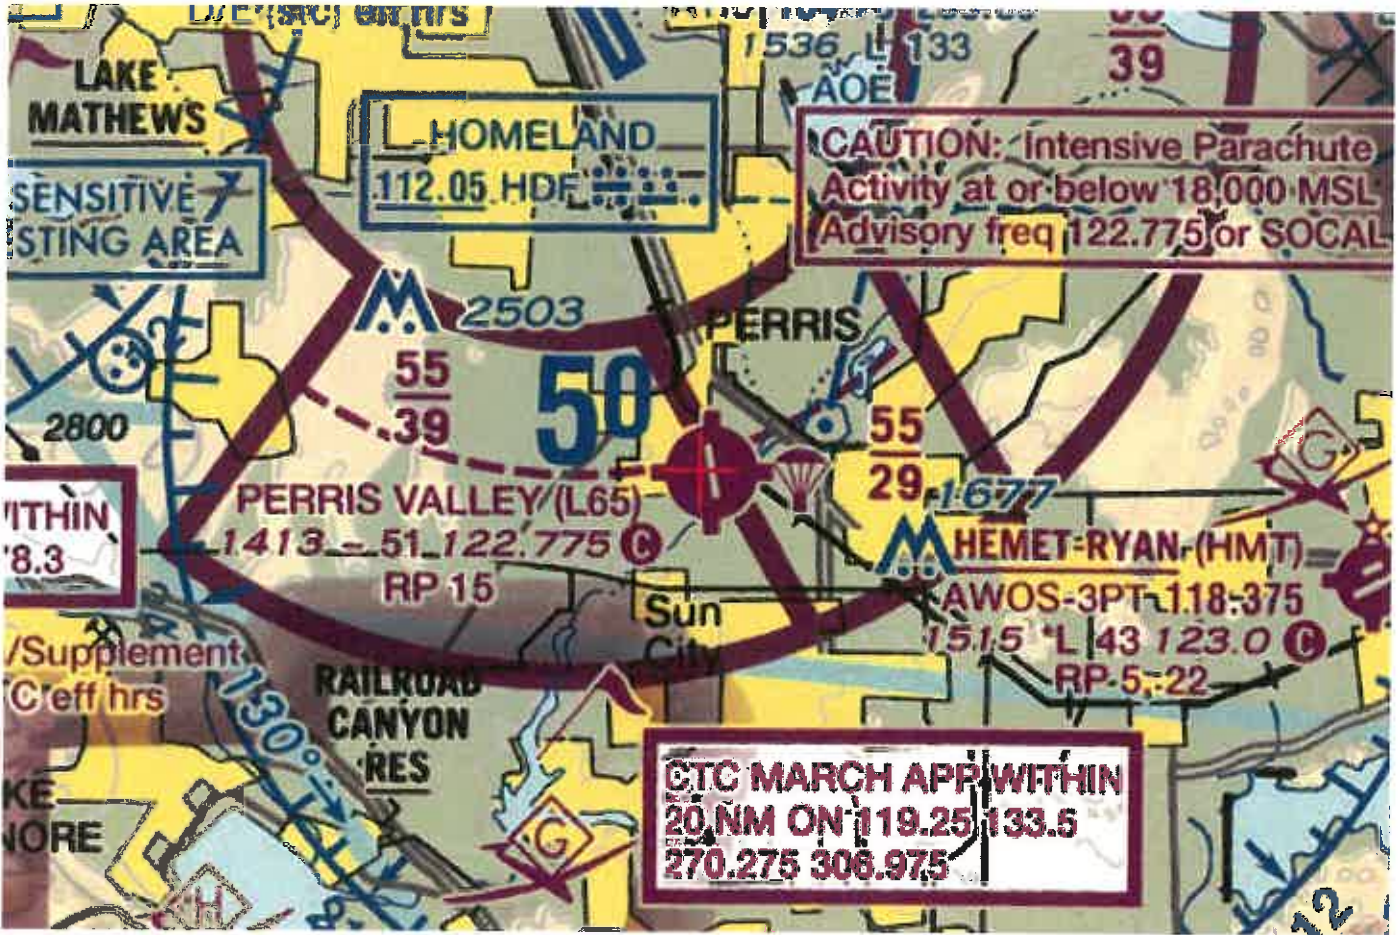 D/E (sfc) eff hrs
1536 L 133
39
LAKE
MATHEWS
AOE
HOMELAND
112.05 HDF
CAUTION: Intensive Parachute
Activity at or below 18,000 MSL
Advisory freq 122.775 or SOCAL
SENSITIVE
STING AREA
2503
PERRIS
55
39
50
2800
55
29
1677
G
ITHIN
8.3
PERRIS VALLEY (L65)
1413 - 51 122.775 C
RP 15
HEMET-RYAN (HMT)
AWOS-3PT 118.375
1515 *L 43 123.0 C
RP 5, 22
Sun
City
/Supplement
C eff hrs
130°
RAILROAD
CANYON
RES
KE
NORE
CTC MARCH APP WITHIN
20 NM ON 119.25 133.5
270.275 306.975
G
H
12